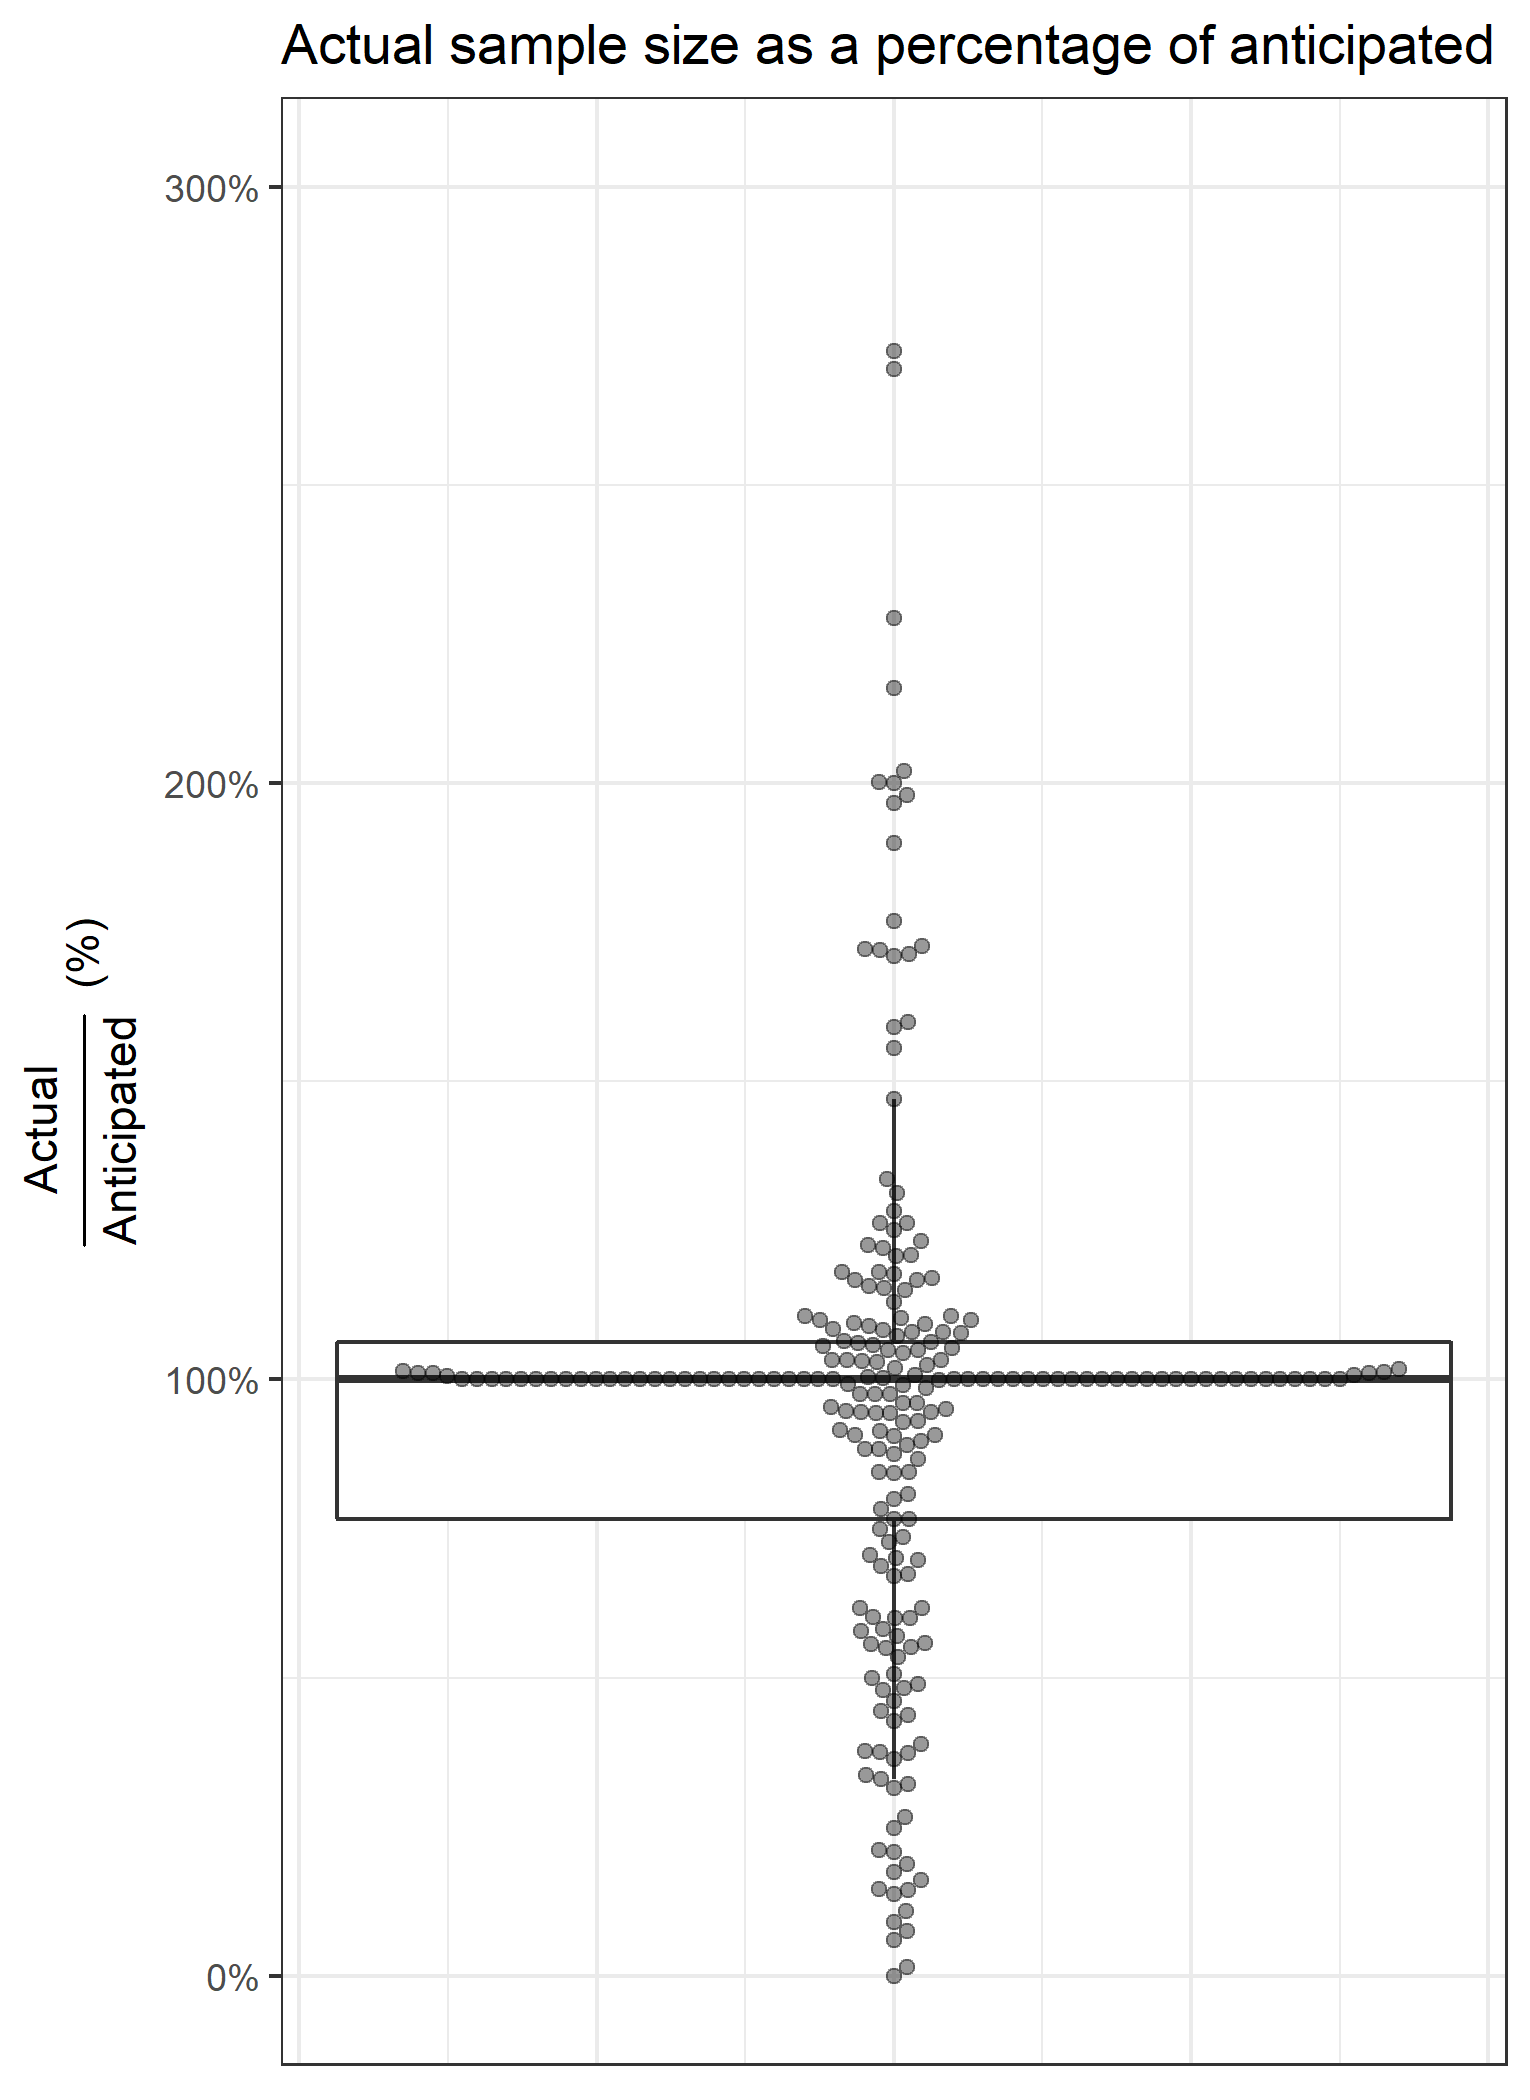 Actual sample size as a percentage of anticipated
300%
200%
100%
0%
Actual
Anticipated
(%)